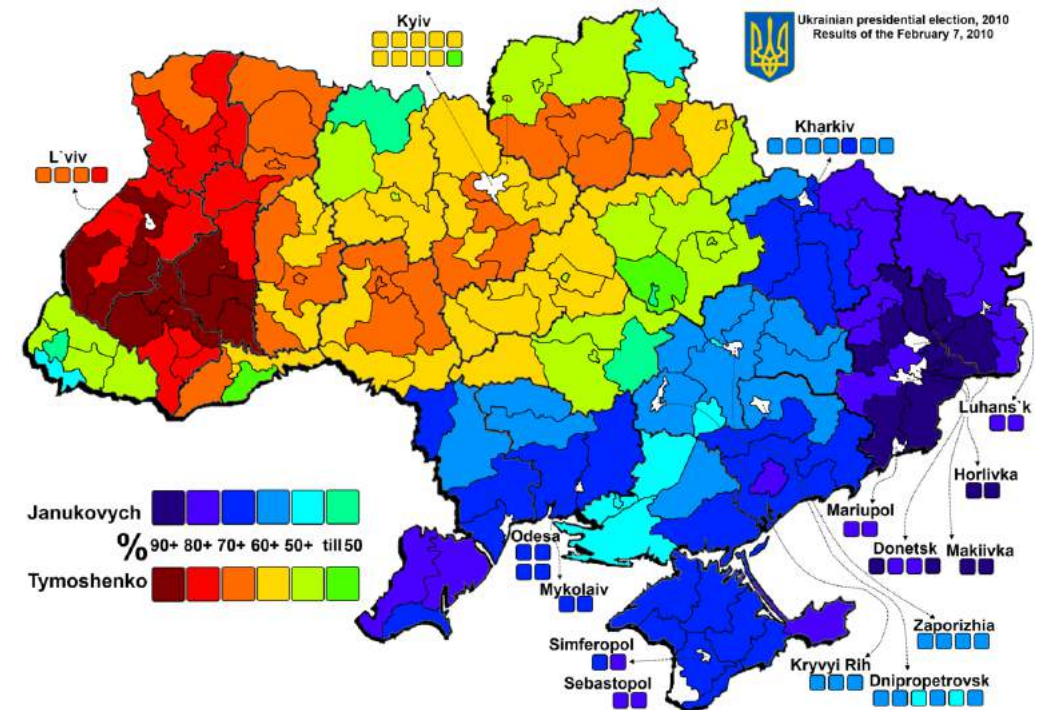 Ukrainian presidential election, 2010
Results of the February 7, 2010
Kyiv
Kharkiv
L`viv
Luhans`k
Horlivka
Mariupol
Donetsk
Makiivka
Odesa
Mykolaiv
Zaporizhia
Simferopol
Kryvyi Rih
Sebastopol
Dnipropetrovsk
Janukovych
% 90+ 80+ 70+ 60+ 50+ till 50
Tymoshenko